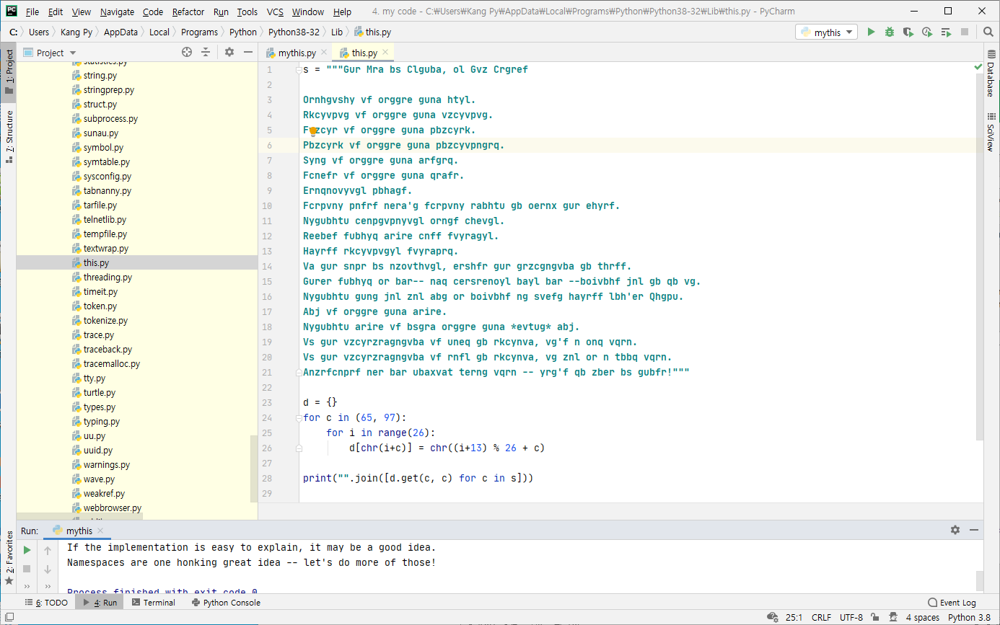 File Edit View Navigate Code Refactor Run Tools VCS Window Help 4. my code - C:₩Users₩Kang Py₩AppData₩Local₩Programs₩Python₩Python38-32₩Lib₩this.py - PyCharm
C: Users Kang Py AppData Local Programs Python Python38-32 Lib this.py mythis
1: Project
7: Structure
2: Favorites
Project
mythis.py this.py
statistics.py
string.py
stringprep.py
struct.py
subprocess.py
sunau.py
symbol.py
symtable.py
sysconfig.py
tabnanny.py
tarfile.py
telnetlib.py
tempfile.py
textwrap.py
this.py
threading.py
timeit.py
token.py
tokenize.py
trace.py
traceback.py
tracemalloc.py
tty.py
turtle.py
types.py
typing.py
uu.py
uuid.py
warnings.py
wave.py
weakref.py
webbrowser.py
1 s = """Gur Mra bs Clguba, ol Gvz Crgref
2
3 Ornhgvshy vf orggre guna htyl.
4 Rkcyvpvg vf orggre guna vzcyvpvg.
5 zcyr vf orggre guna pbzcyrk.
6 Pbzcyrk vf orggre guna pbzcyvpngrq.
7 Syng vf orggre guna arfgrq.
8 Fcnefr vf orggre guna qrafr.
9 Ernqnovyvgl pbhagf.
10 Fcrpvny pnfrf nera'g fcrpvny rabhtu gb oernx gur ehyrf.
11 Nygubhtu cenpgvpnyvgl orngf chevgl.
12 Reebef fubhyq arire cnff fvyragyl.
13 Hayrff rkcyvpvgyl fvyraprq.
14 Va gur snpr bs nzovthvgl, ershfr gur grzcgngvba gb thrff.
15 Gurer fubhyq or bar-- naq cersrenoyl bayl bar --boivbhf jnl gb qb vg.
16 Nygubhtu gung jnl znl abg or boivbhf ng svefg hayrff lbh'er Qhgpu.
17 Abj vf orggre guna arire.
18 Nygubhtu arire vf bsgra orggre guna *evtug* abj.
19 Vs gur vzcyrzragngvba vf uneq gb rkcynva, vg'f n onq vqrn.
20 Vs gur vzcyrzragngvba vf rnfl gb rkcynva, vg znl or n tbbq vqrn.
21 Anzrfcnprf ner bar ubaxvat terng vqrn -- yrg'f qb zber bs gubfr!"""
22
23 d = {}
24 for c in (65, 97):
25     for i in range(26):
26         d[chr(i+c)] = chr((i+13) % 26 + c)
27
28 print("".join([d.get(c, c) for c in s]))
29
Database
SciView
Run: mythis
If the implementation is easy to explain, it may be a good idea.
Namespaces are one honking great idea -- let's do more of those!
Process finished with exit code 0
6: TODO 4: Run Terminal Python Console Event Log
25:1 CRLF UTF-8 4 spaces Python 3.8